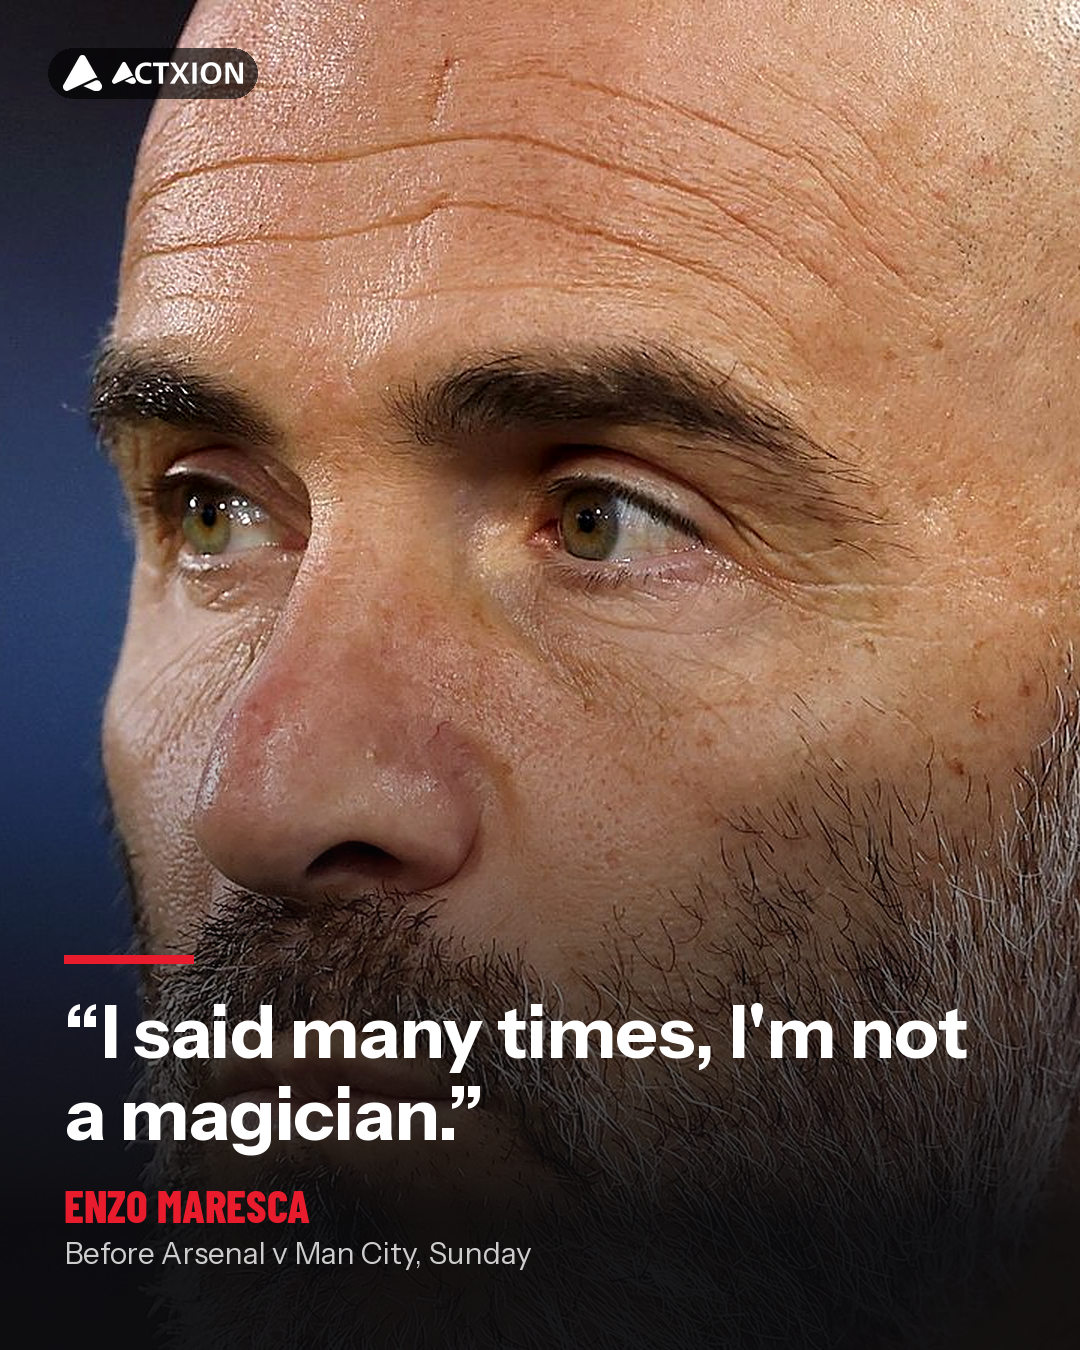 ACTXION
“I said many times, I'm not
a magician.”
ENZO MARESCA
Before Arsenal v Man City, Sunday